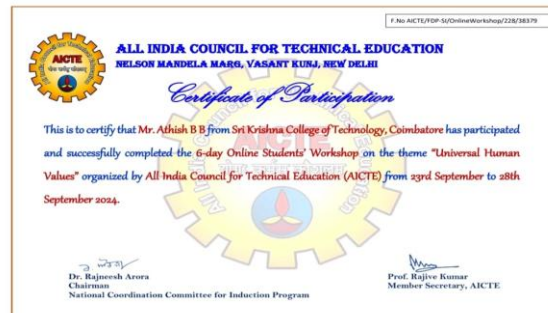 F.No AICTE/FDP-SI/OnlineWorkshop/228/38379
AICTE
ALL INDIA COUNCIL FOR TECHNICAL EDUCATION
NELSON MANDELA MARG, VASANT KUNJ, NEW DELHI
Certificate of Participation
This is to certify that Mr. Athish B B from Sri Krishna College of Technology, Coimbatore has participated
and successfully completed the 6-day Online Students' Workshop on the theme "Universal Human
Values" organized by All India Council for Technical Education (AICTE) from 23rd September to 28th
September 2024.
Dr. Rajneesh Arora
Chairman
National Coordination Committee for Induction Program
Prof. Rajive Kumar
Member Secretary, AICTE